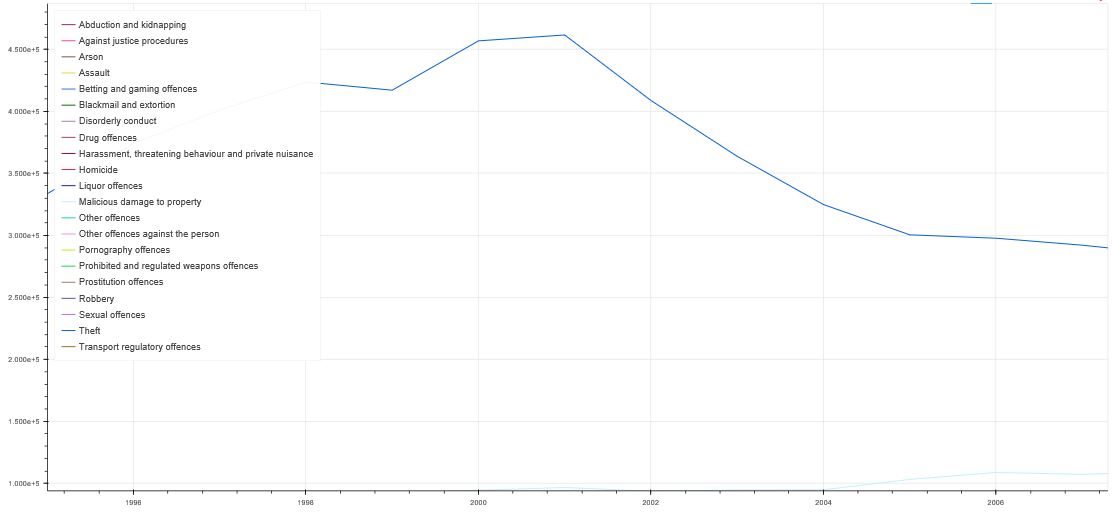 Abduction and kidnapping
Against justice procedures
Arson
Assault
Betting and gaming offences
Blackmail and extortion
Disorderly conduct
Drug offences
Harassment, threatening behaviour and private nuisance
Homicide
Liquor offences
Malicious damage to property
Other offences
Other offences against the person
Pornography offences
Prohibited and regulated weapons offences
Prostitution offences
Robbery
Sexual offences
Theft
Transport regulatory offences
4.500e+5
4.000e+5
3.500e+5
3.000e+5
2.500e+5
2.000e+5
1.500e+5
1.000e+5
1996
1998
2000
2002
2004
2006